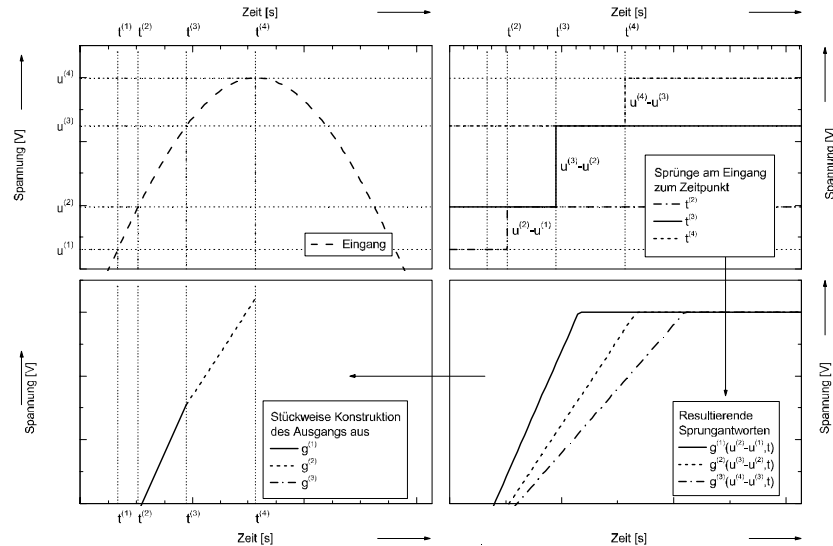 Zeit [s]
Zeit [s]
t(1) t(2) t(3) t(4)
t(2) t(3) t(4)
Spannung [V]
u(4)
u(3)
u(2)
u(1)
Eingang
u(4)-u(3)
u(3)-u(2)
u(2)-u(1)
Sprünge am Eingang
zum Zeitpunkt
t(2)
t(3)
t(4)
Spannung [V]
Spannung [V]
Stückweise Konstruktion
des Ausgangs aus
g(1)
g(2)
g(3)
Resultierende
Sprungantworten
g(1)(u(2)-u(1),t)
g(2)(u(3)-u(2),t)
g(3)(u(4)-u(3),t)
Spannung [V]
t(1) t(2) t(3) t(4)
Zeit [s]
Zeit [s]